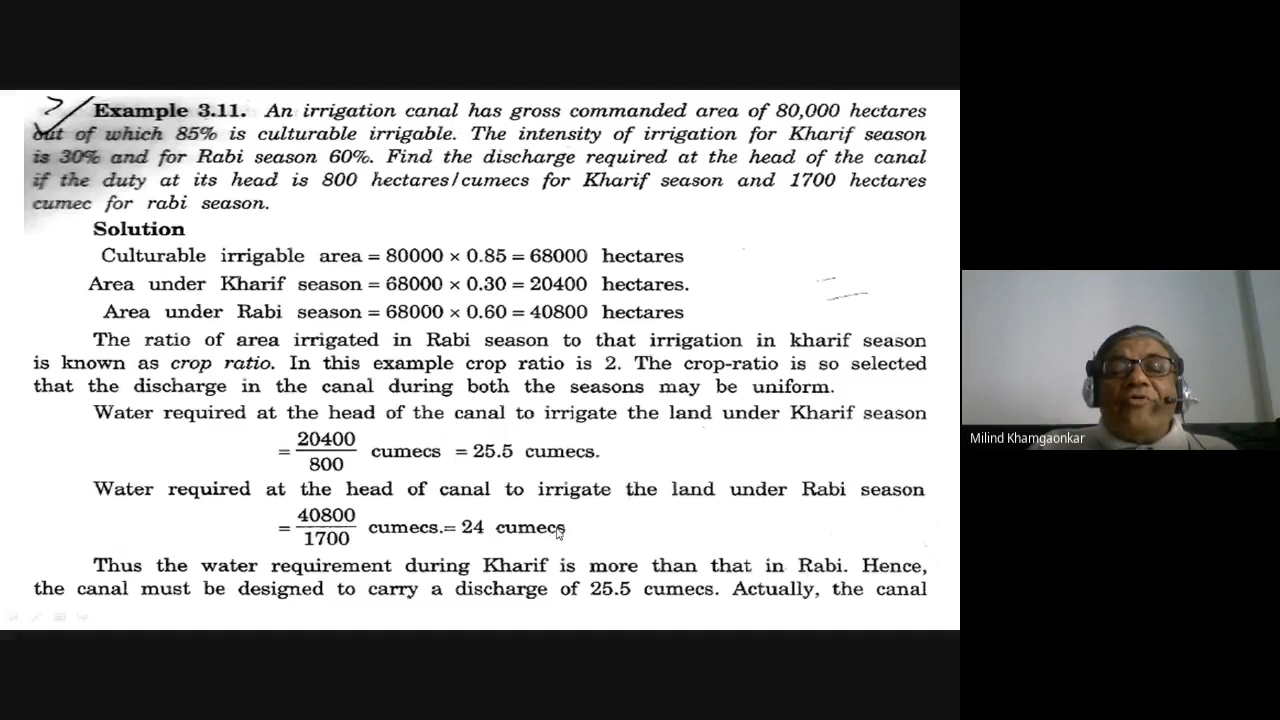 Example 3.11. An irrigation canal has gross commanded area of 80,000 hectares
out of which 85% is culturable irrigable. The intensity of irrigation for Kharif season
is 30% and for Rabi season 60%. Find the discharge required at the head of the canal
if the duty at its head is 800 hectares/cumecs for Kharif season and 1700 hectares
cumec for rabi season.
Solution
Culturable irrigable area = 80000 × 0.85 = 68000 hectares
Area under Kharif season = 68000 × 0.30 = 20400 hectares.
Area under Rabi season = 68000 × 0.60 = 40800 hectares
The ratio of area irrigated in Rabi season to that irrigation in kharif season
is known as crop ratio. In this example crop ratio is 2. The crop-ratio is so selected
that the discharge in the canal during both the seasons may be uniform.
Water required at the head of the canal to irrigate the land under Kharif season
= 20400/800 cumecs = 25.5 cumecs.
Water required at the head of canal to irrigate the land under Rabi season
= 40800/1700 cumecs.= 24 cumecs
Thus the water requirement during Kharif is more than that in Rabi. Hence,
the canal must be designed to carry a discharge of 25.5 cumecs. Actually, the canal
Milind Khamgaonkar